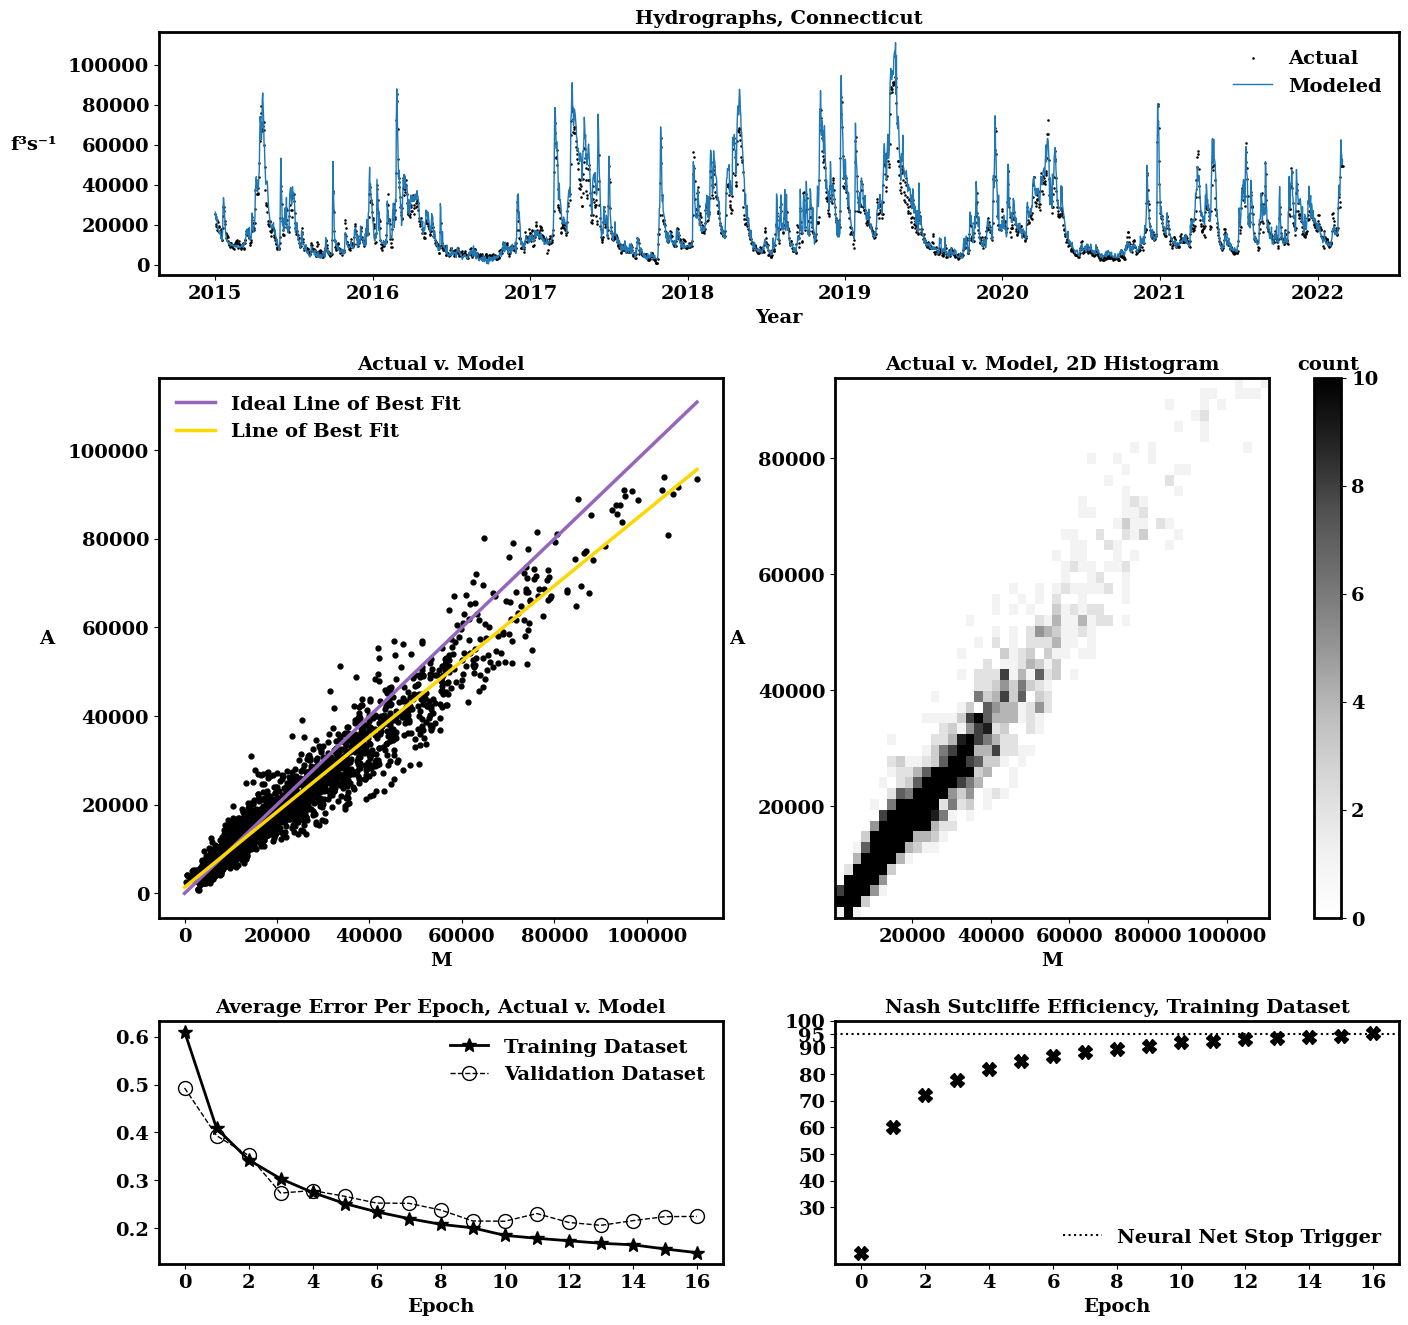 Hydrographs, Connecticut
100000
80000
60000
40000
20000
0
f³s⁻¹
Actual
Modeled
2015 2016 2017 2018 2019 2020 2021 2022
Year
Actual v. Model
Ideal Line of Best Fit
Line of Best Fit
100000
80000
60000
40000
20000
0
A
0 20000 40000 60000 80000 100000
M
Actual v. Model, 2D Histogram
80000
60000
40000
20000
A
20000 40000 60000 80000 100000
M
count
10
8
6
4
2
0
Average Error Per Epoch, Actual v. Model
Training Dataset
Validation Dataset
0.6
0.5
0.4
0.3
0.2
0 2 4 6 8 10 12 14 16
Epoch
Nash Sutcliffe Efficiency, Training Dataset
100
95
90
80
70
60
50
40
30
Neural Net Stop Trigger
0 2 4 6 8 10 12 14 16
Epoch